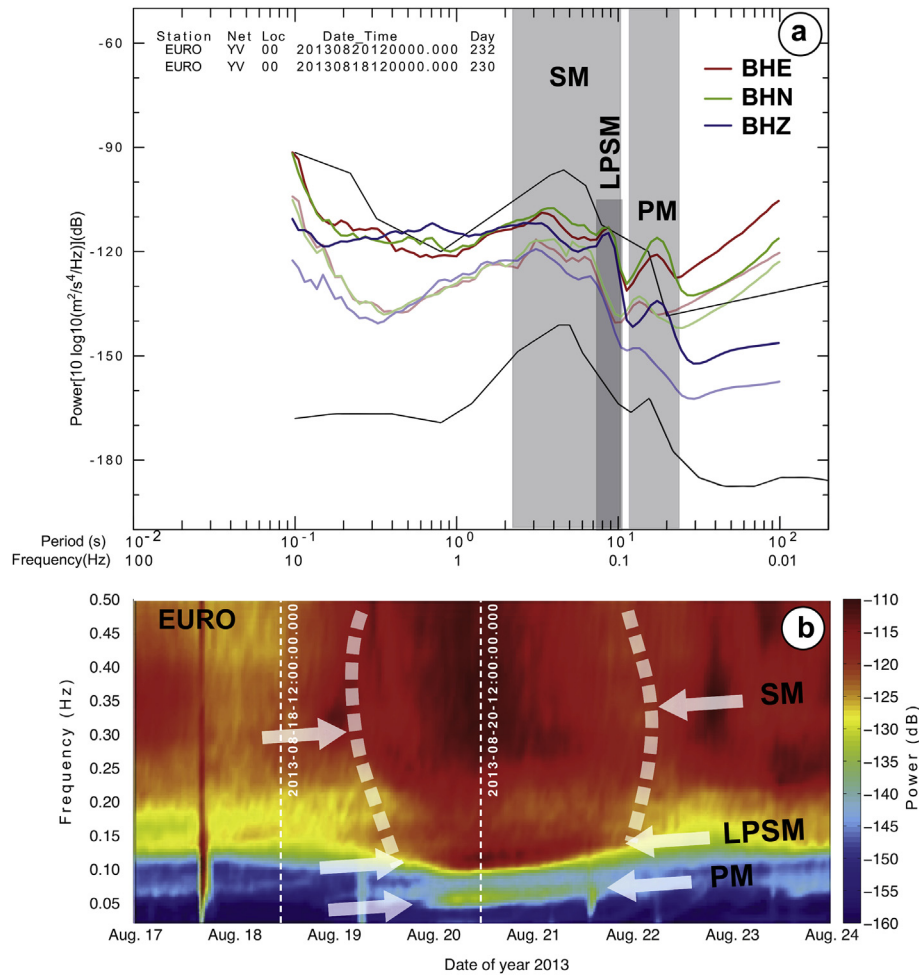 a
Station Net Loc Date_Time Day
EURO YV 00 20130820120000.000 232
EURO YV 00 20130818120000.000 230
SM
LPSM
PM
BHE
BHN
BHZ
Power[10 log10(m2/s4/Hz)](dB)
-60
-90
-120
-150
-180
Period (s) 10-2 10-1 100 101 102
Frequency(Hz) 100 10 1 0.1 0.01
EURO
b
2013-08-18-12:00:00.000
2013-08-20-12:00:00.000
SM
LPSM
PM
Frequency (Hz)
0.50
0.45
0.40
0.35
0.30
0.25
0.20
0.15
0.10
0.05
Aug. 17 Aug. 18 Aug. 19 Aug. 20 Aug. 21 Aug. 22 Aug. 23 Aug. 24
Date of year 2013
-110
-115
-120
-125
-130
-135
-140
-145
-150
-155
-160
Power (dB)